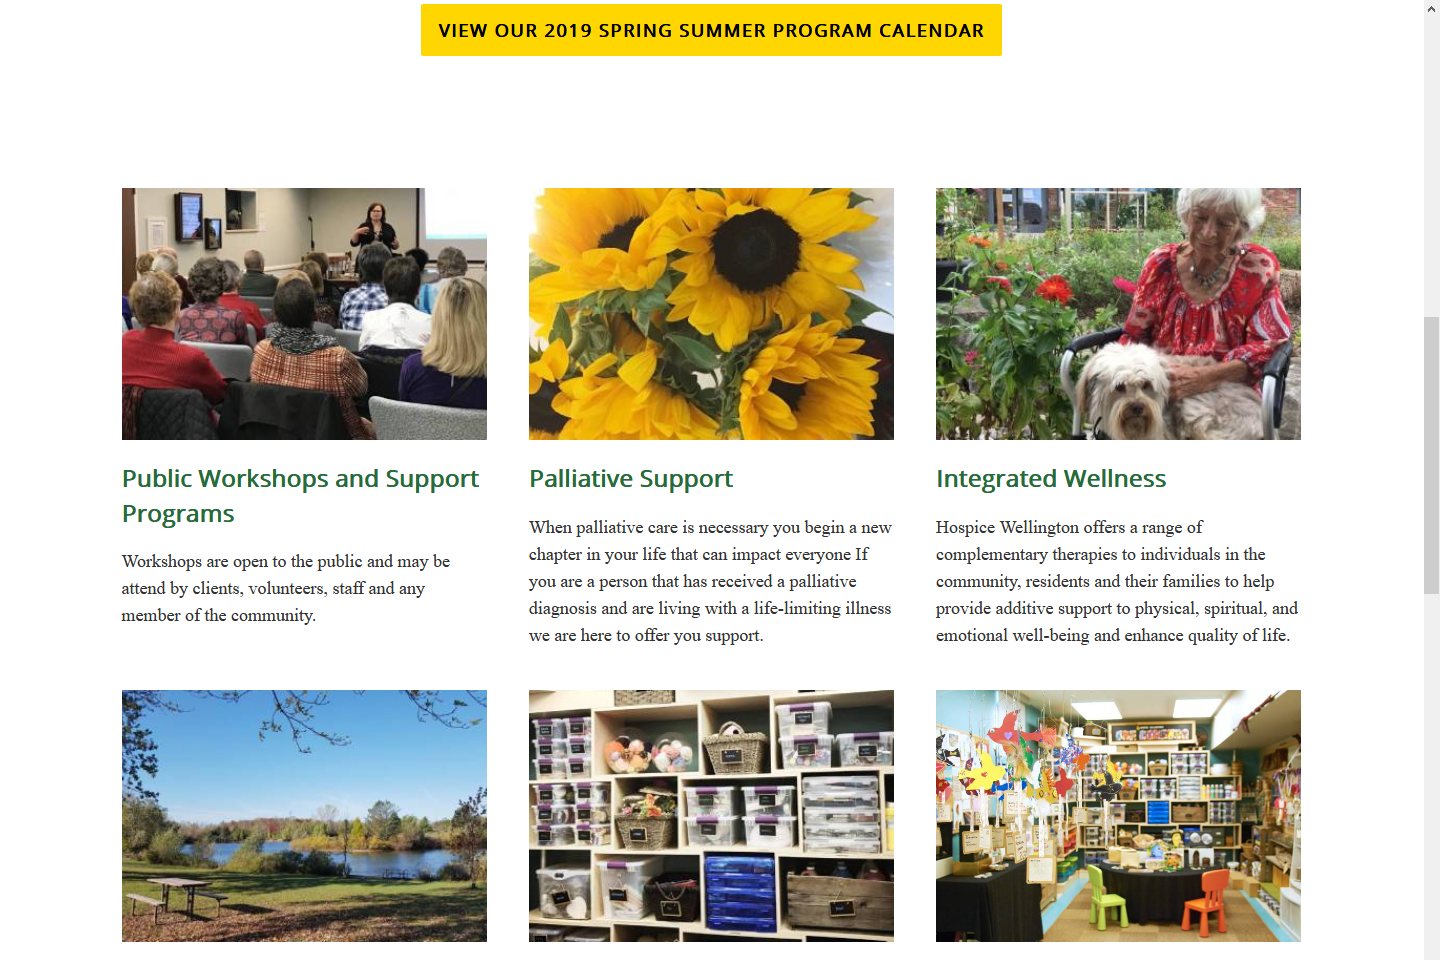 VIEW OUR 2019 SPRING SUMMER PROGRAM CALENDAR
Public Workshops and Support
Programs
Workshops are open to the public and may be
attend by clients, volunteers, staff and any
member of the community.
Palliative Support
When palliative care is necessary you begin a new
chapter in your life that can impact everyone If
you are a person that has received a palliative
diagnosis and are living with a life-limiting illness
we are here to offer you support.
Integrated Wellness
Hospice Wellington offers a range of
complementary therapies to individuals in the
community, residents and their families to help
provide additive support to physical, spiritual, and
emotional well-being and enhance quality of life.